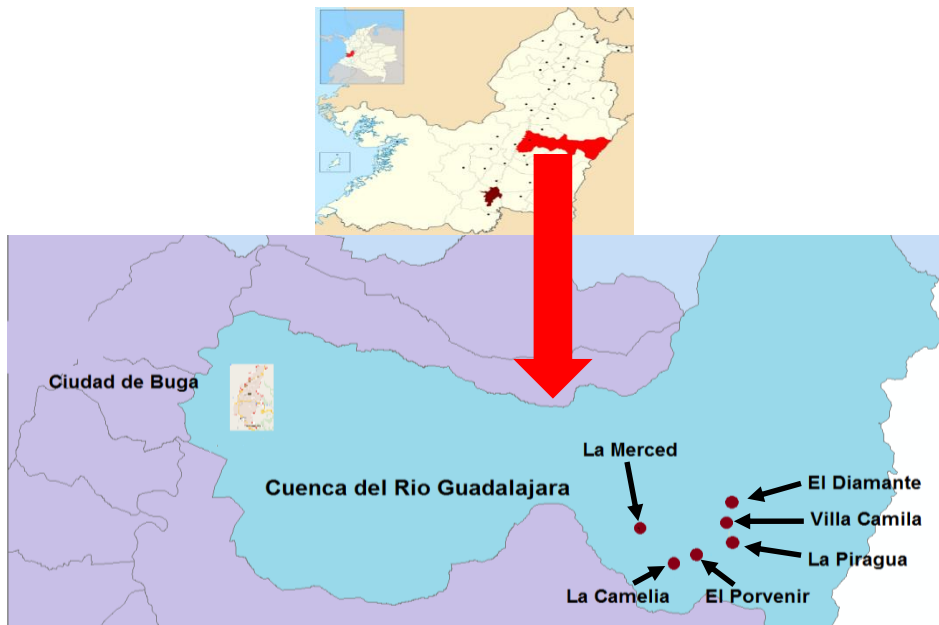 Ciudad de Buga
La Merced
Cuenca del Rio Guadalajara
El Diamante
Villa Camila
La Piragua
La Camelia
El Porvenir